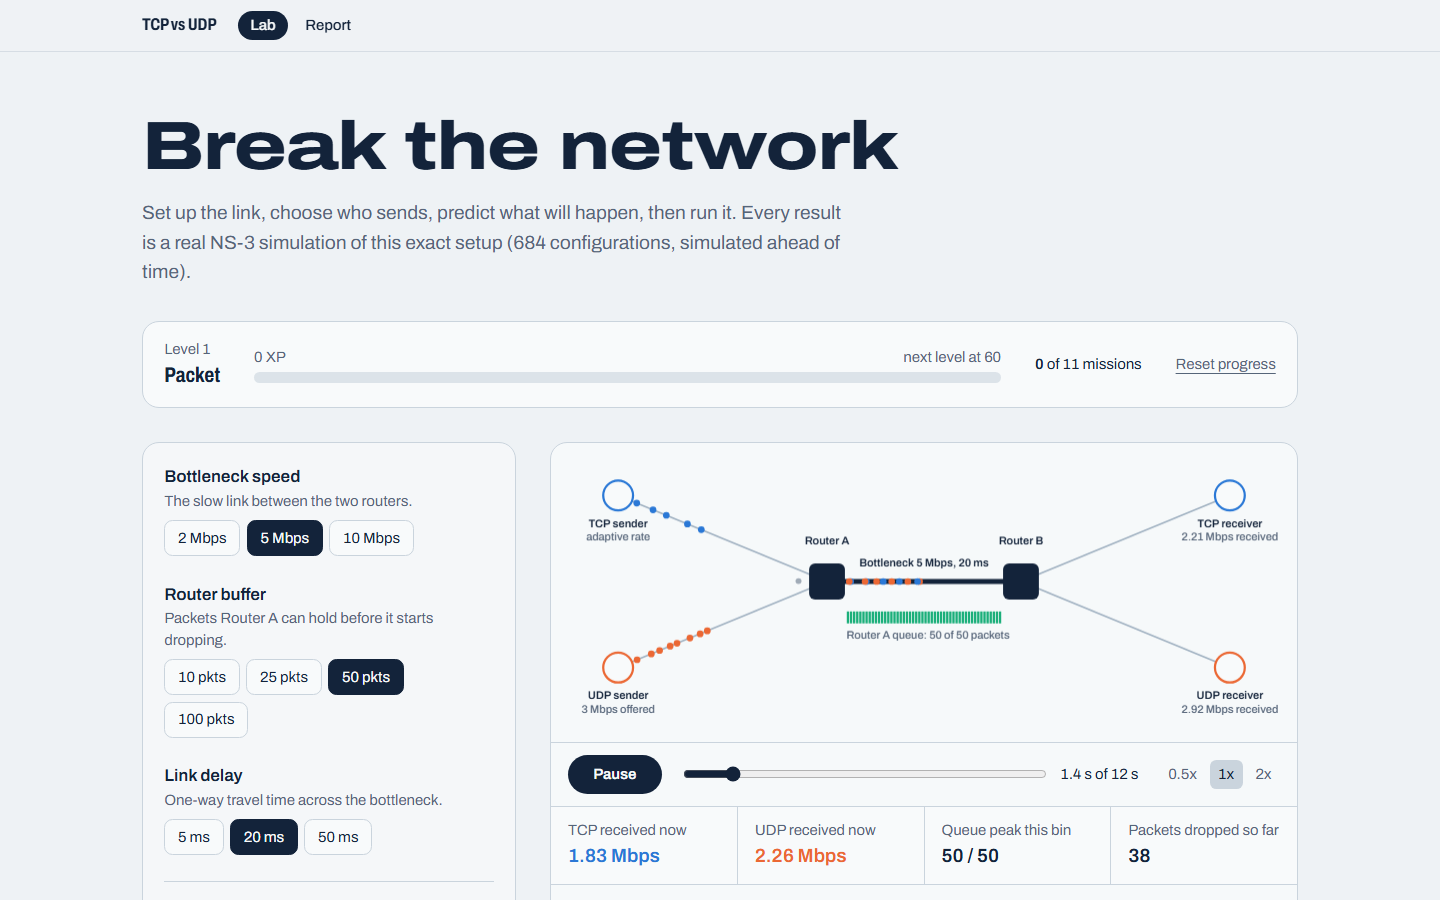 TCP vs UDP
Lab
Report
Break the network
Set up the link, choose who sends, predict what will happen, then run it. Every result
is a real NS-3 simulation of this exact setup (684 configurations, simulated ahead of
time).
Level 1
Packet
0 XP
next level at 60
0 of 11 missions
Reset progress
Bottleneck speed
The slow link between the two routers.
2 Mbps
5 Mbps
10 Mbps
Router buffer
Packets Router A can hold before it starts
dropping.
10 pkts
25 pkts
50 pkts
100 pkts
Link delay
One-way travel time across the bottleneck.
5 ms
20 ms
50 ms
TCP sender
adaptive rate
Router A
Router B
TCP receiver
2.21 Mbps received
Bottleneck 5 Mbps, 20 ms
Router A queue: 50 of 50 packets
UDP sender
3 Mbps offered
UDP receiver
2.92 Mbps received
Pause
1.4 s of 12 s
0.5x
1x
2x
TCP received now
1.83 Mbps
UDP received now
2.26 Mbps
Queue peak this bin
50 / 50
Packets dropped so far
38